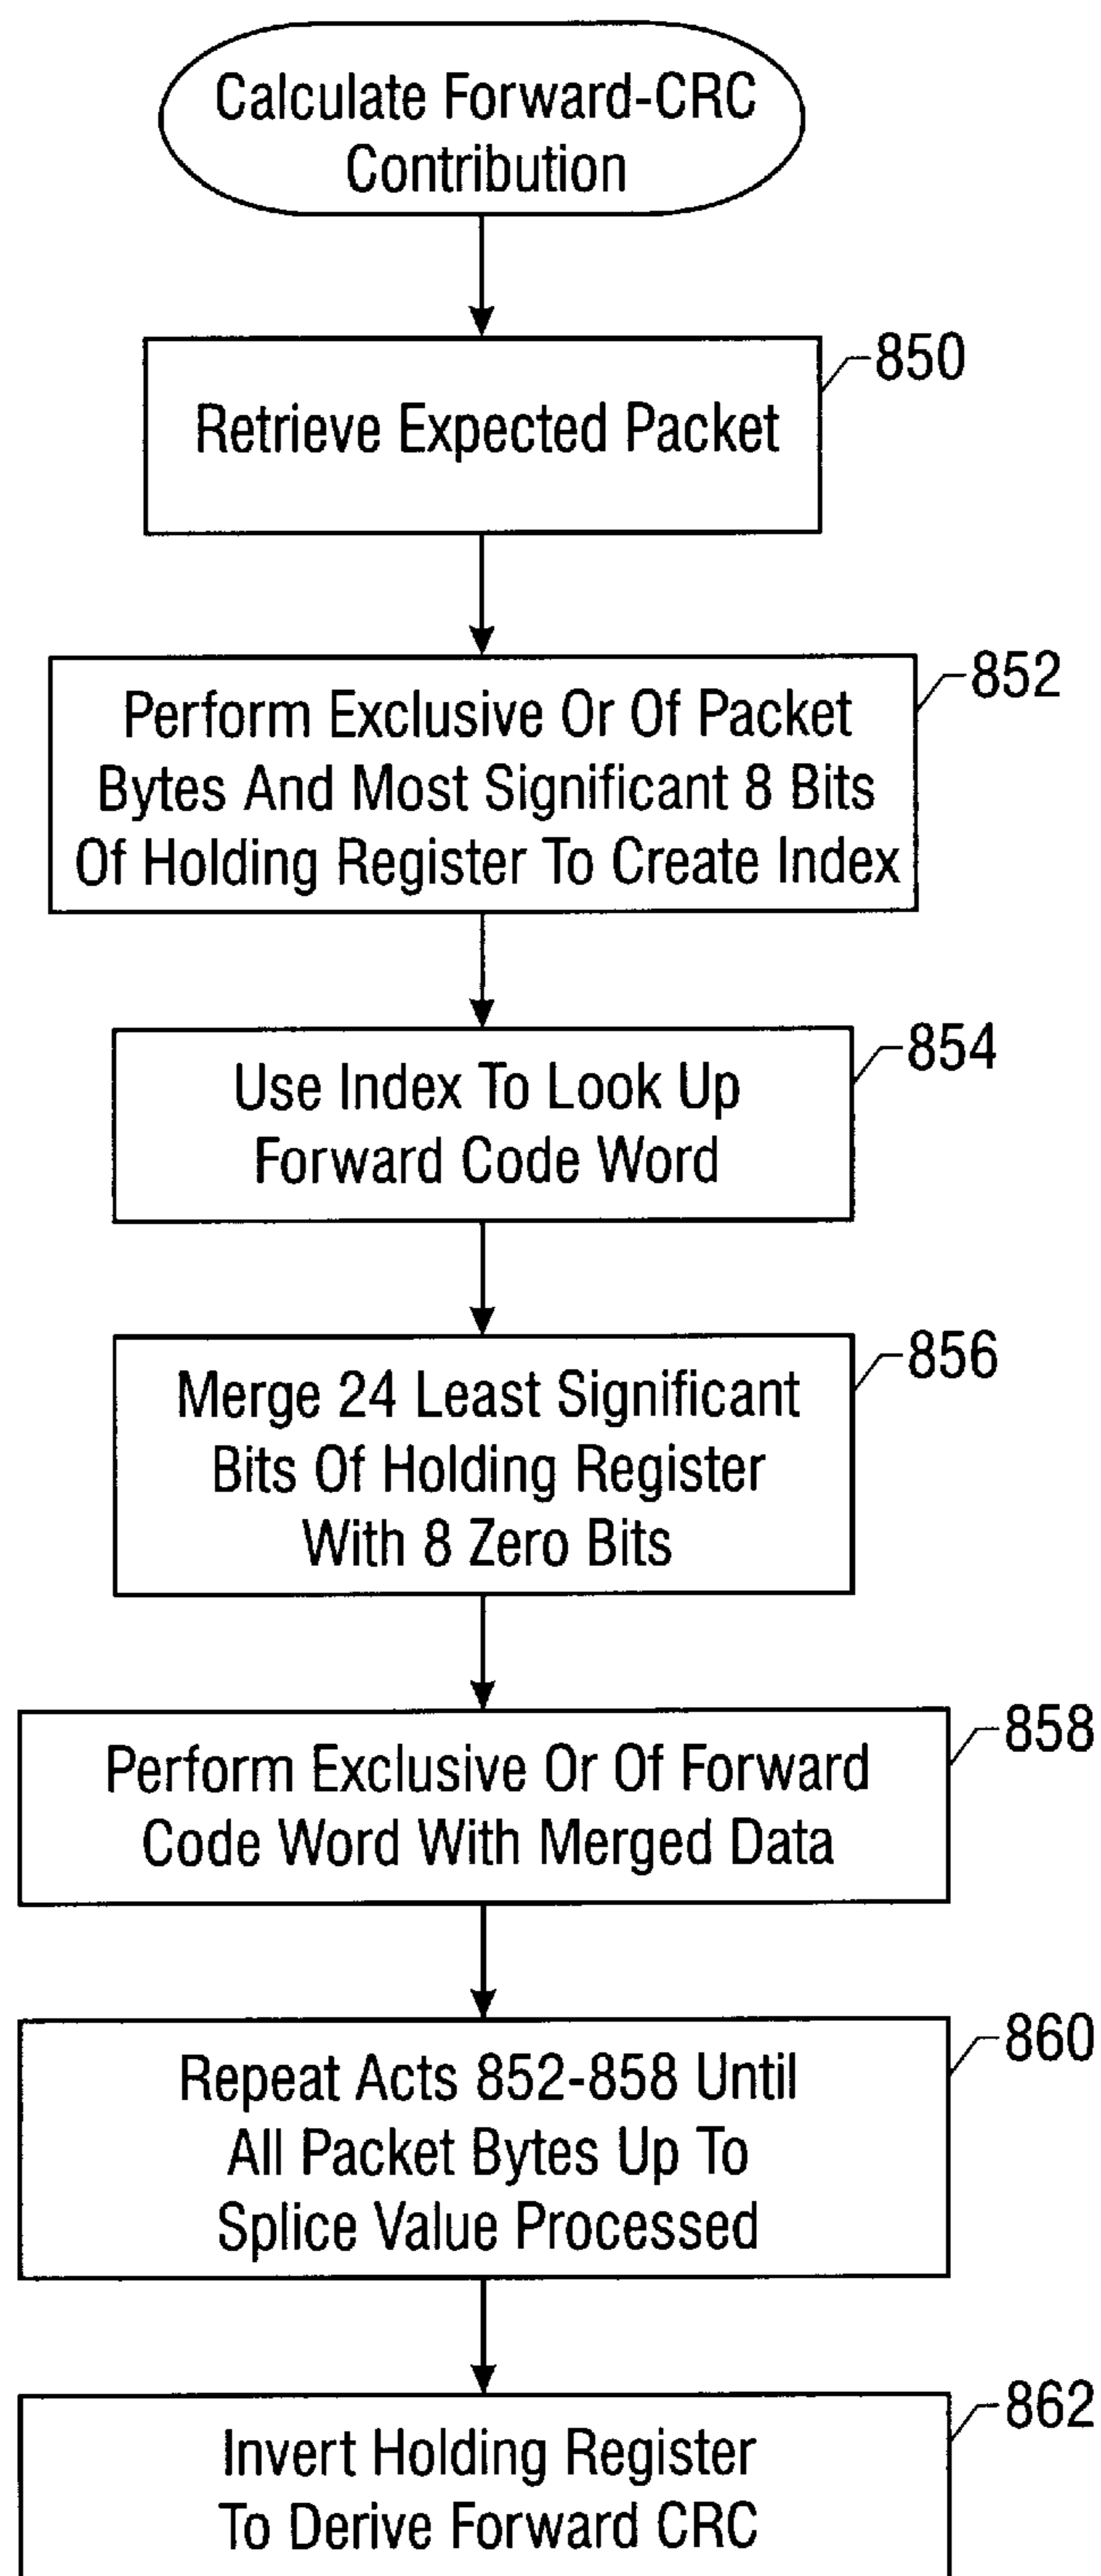 Calculate Forward-CRC
Contribution
850
Retrieve Expected Packet
852
Perform Exclusive Or Of Packet
Bytes And Most Significant 8 Bits
Of Holding Register To Create Index
854
Use Index To Look Up
Forward Code Word
856
Merge 24 Least Significant
Bits Of Holding Register
With 8 Zero Bits
858
Perform Exclusive Or Of Forward
Code Word With Merged Data
860
Repeat Acts 852-858 Until
All Packet Bytes Up To
Splice Value Processed
862
Invert Holding Register
To Derive Forward CRC